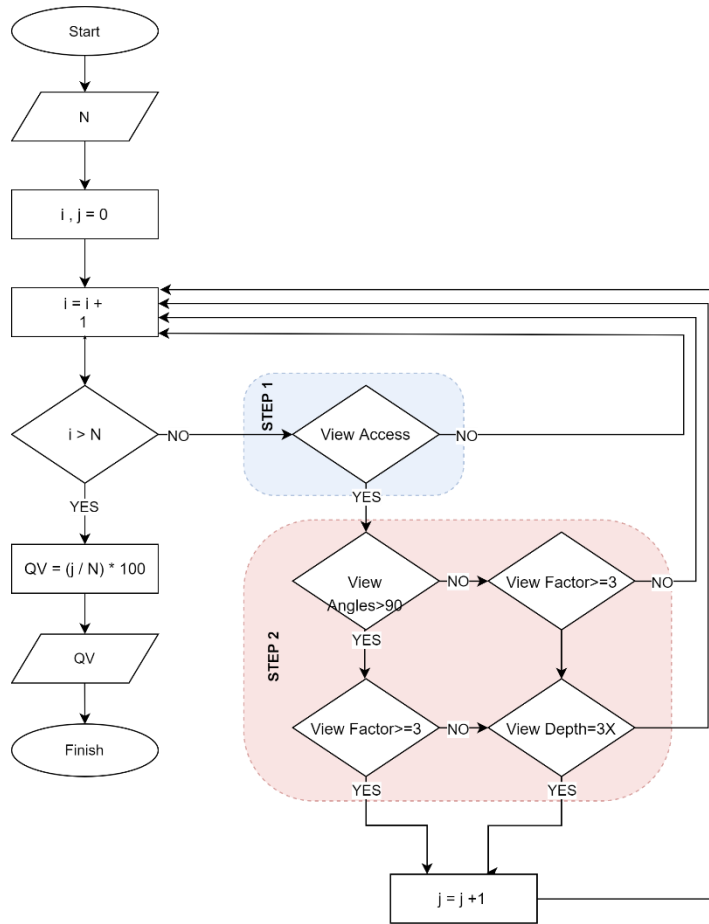 Start
N
i , j = 0
i = i +
1
i > N
NO
STEP 1
View Access
NO
YES
YES
QV = (j / N) * 100
View
Angles>90
NO
View Factor>=3
NO
YES
STEP 2
QV
View Factor>=3
NO
View Depth=3X
Finish
YES
YES
j = j +1